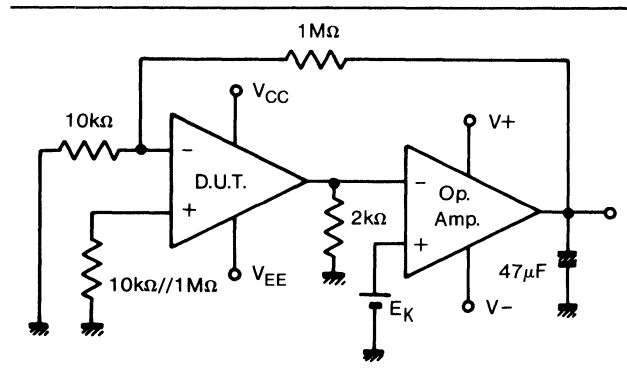 1MΩ
10kΩ
VCC
V+
-
D.U.T.
+
-
Op.
Amp.
+
2kΩ
47μF
10kΩ//1MΩ
VEE
EK
V-